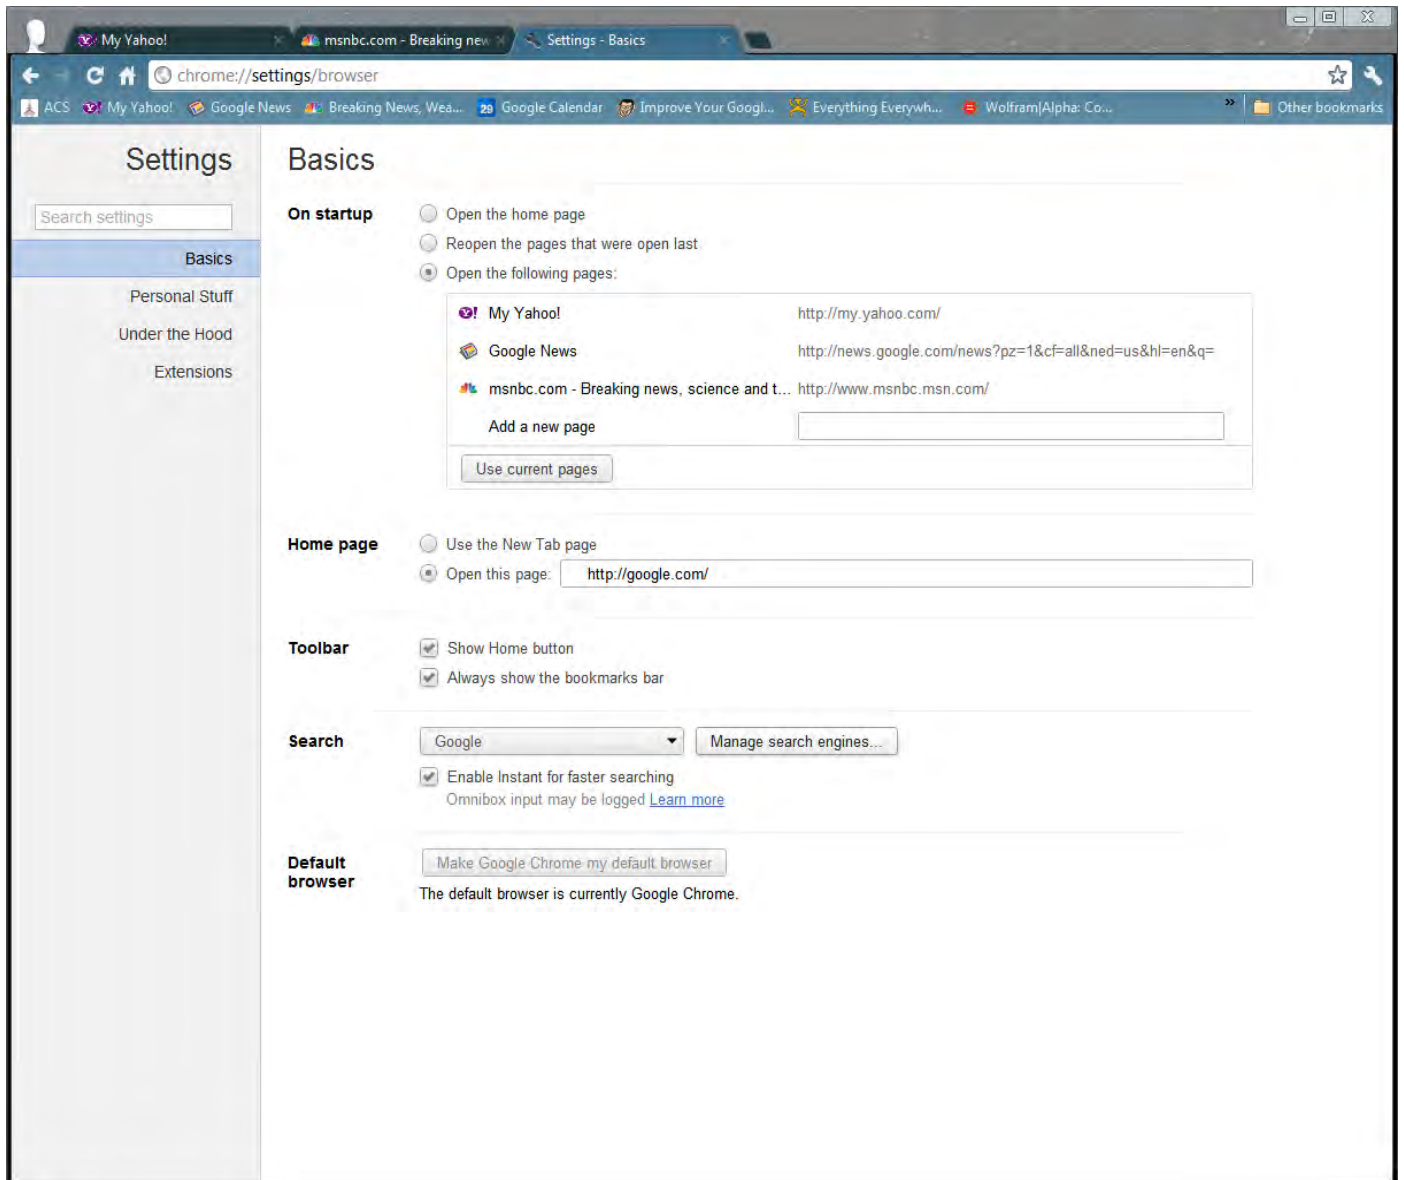 My Yahoo!
msnbc.com - Breaking new
Settings - Basics
chrome://settings/browser
ACS
My Yahoo!
Google News
Breaking News, Wea...
29
Google Calendar
Improve Your Googl...
Everything Everywh...
Wolfram|Alpha: Co...
»
Other bookmarks
Settings
Search settings
Basics
Personal Stuff
Under the Hood
Extensions
Basics
On startup
Open the home page
Reopen the pages that were open last
Open the following pages:
My Yahoo! http://my.yahoo.com/
Google News http://news.google.com/news?pz=1&cf=all&ned=us&hl=en&q=
msnbc.com - Breaking news, science and t... http://www.msnbc.msn.com/
Add a new page
Use current pages
Home page
Use the New Tab page
Open this page: http://google.com/
Toolbar
Show Home button
Always show the bookmarks bar
Search
Google
Manage search engines...
Enable Instant for faster searching
Omnibox input may be logged Learn more
Default
browser
Make Google Chrome my default browser
The default browser is currently Google Chrome.